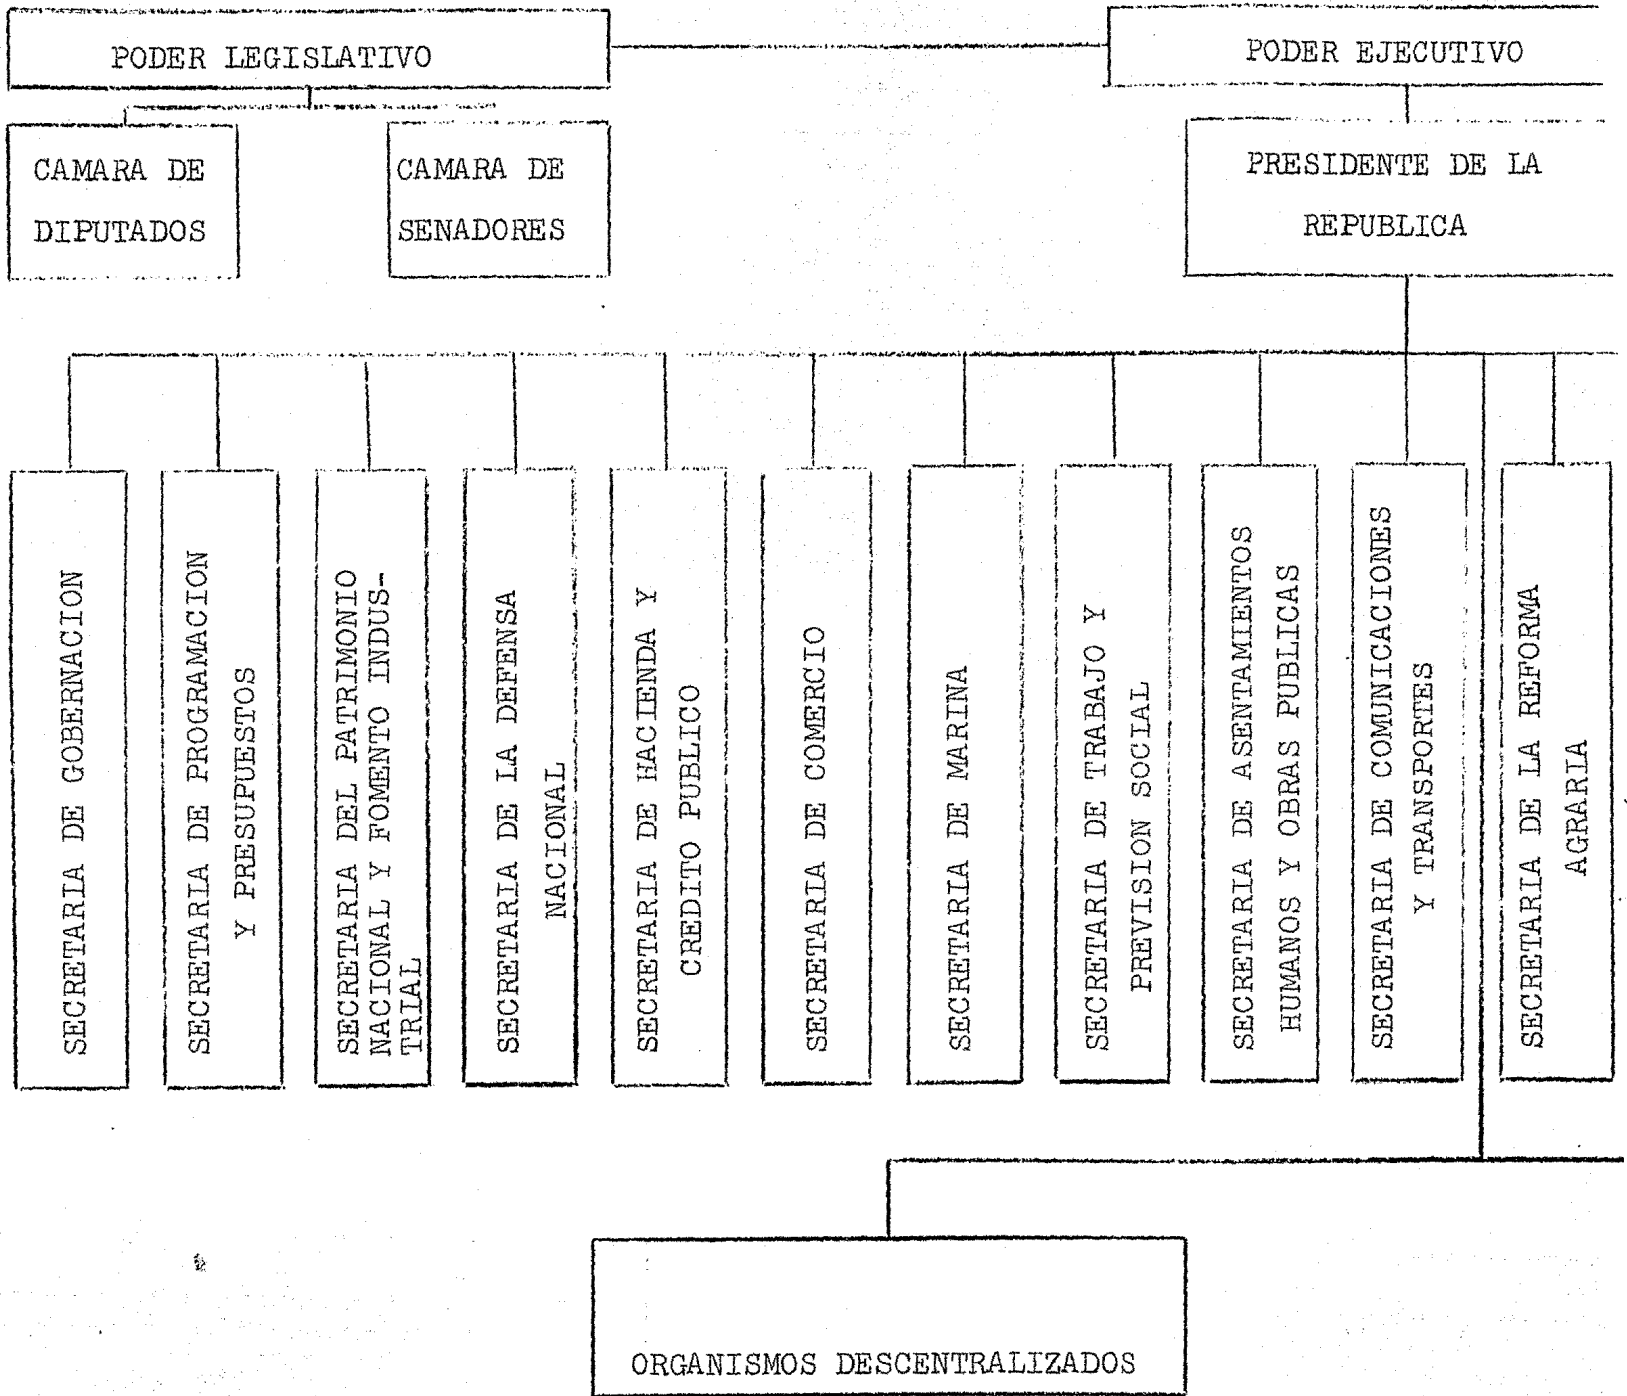 PODER LEGISLATIVO
PODER EJECUTIVO
CAMARA DE
DIPUTADOS
CAMARA DE
SENADORES
PRESIDENTE DE LA
REPUBLICA
SECRETARIA DE GOBERNACION
SECRETARIA DE PROGRAMACION
Y PRESUPUESTOS
SECRETARIA DEL PATRIMONIO
NACIONAL Y FOMENTO INDUS-
TRIAL
SECRETARIA DE LA DEFENSA
NACIONAL
SECRETARIA DE HACIENDA Y
CREDITO PUBLICO
SECRETARIA DE COMERCIO
SECRETARIA DE MARINA
SECRETARIA DE TRABAJO Y
PREVISION SOCIAL
SECRETARIA DE ASENTAMIENTOS
HUMANOS Y OBRAS PUBLICAS
SECRETARIA DE COMUNICACIONES
Y TRANSPORTES
SECRETARIA DE LA REFORMA
AGRARIA
ORGANISMOS DESCENTRALIZADOS